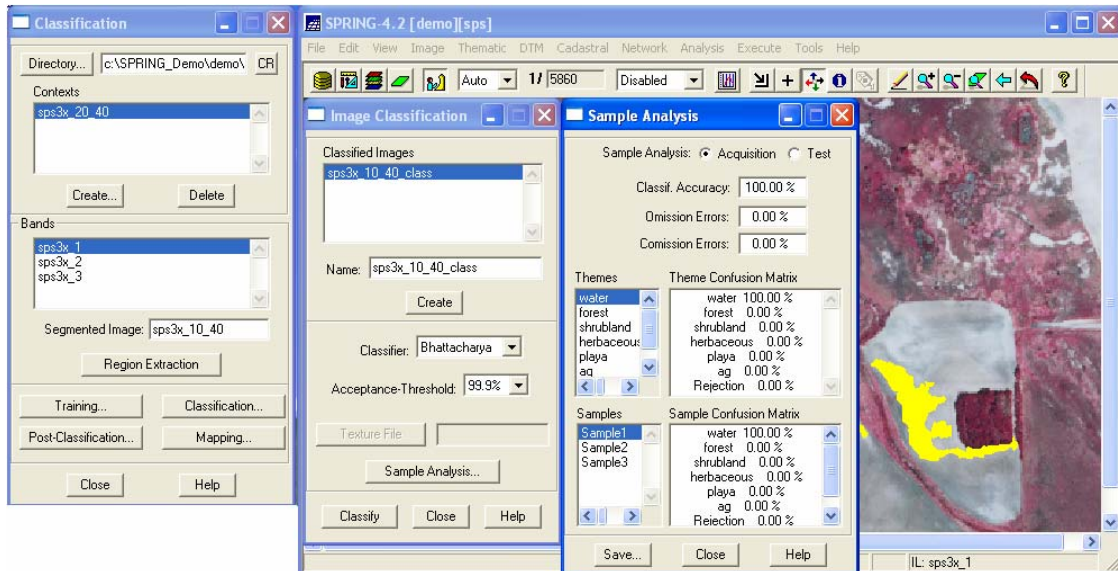 Classification
Directory... c:\SPRING_Demo\demo\ CR
Contexts
sps3x_20_40
Create... Delete
Bands
sps3x_1
sps3x_2
sps3x_3
Segmented Image: sps3x_10_40
Region Extraction
Training... Classification...
Post-Classification... Mapping...
Close Help
SPRING-4.2 [demo][sps]
File Edit View Image Thematic DTM Cadastral Network Analysis Execute Tools Help
Auto 1/ 5860 Disabled
Image Classification
Classified Images
sps3x_10_40_class
Name: sps3x_10_40_class
Create
Classifier: Bhattacharya
Acceptance-Threshold: 99.9%
Texture File
Sample Analysis...
Classify Close Help
Sample Analysis
Sample Analysis: Acquisition Test
Classif. Accuracy: 100.00 %
Omission Errors: 0.00 %
Comission Errors: 0.00 %
Themes
water
forest
shrubland
herbaceous
playa
ag
Theme Confusion Matrix
water 100.00 %
forest 0.00 %
shrubland 0.00 %
herbaceous 0.00 %
playa 0.00 %
ag 0.00 %
Rejection 0.00 %
Samples
Sample1
Sample2
Sample3
Sample Confusion Matrix
water 100.00 %
forest 0.00 %
shrubland 0.00 %
herbaceous 0.00 %
playa 0.00 %
ag 0.00 %
Rejection 0.00 %
Save... Close Help
IL: sps3x_1